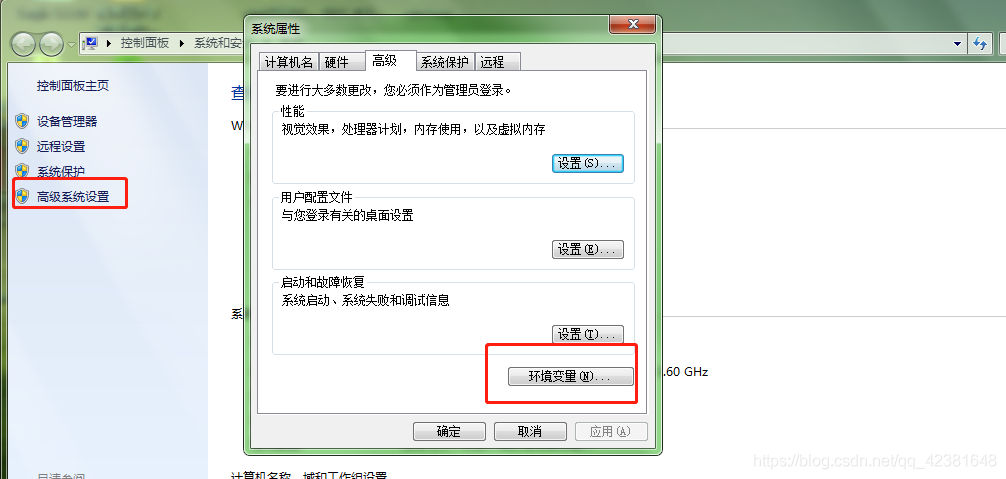 系统属性
控制面板 系统和安
计算机名 硬件 高级 系统保护 远程
控制面板主页
设备管理器
远程设置
系统保护
高级系统设置
查
W
系
要进行大多数更改，您必须作为管理员登录。
性能
视觉效果，处理器计划，内存使用，以及虚拟内存
设置(S)...
用户配置文件
与您登录有关的桌面设置
设置(E)...
启动和故障恢复
系统启动、系统失败和调试信息
设置(T)...
环境变量(N)...
.60 GHz
确定 取消 应用(A)
计算机名称、域和工作组设置
https://blog.csdn.net/qq_42381648